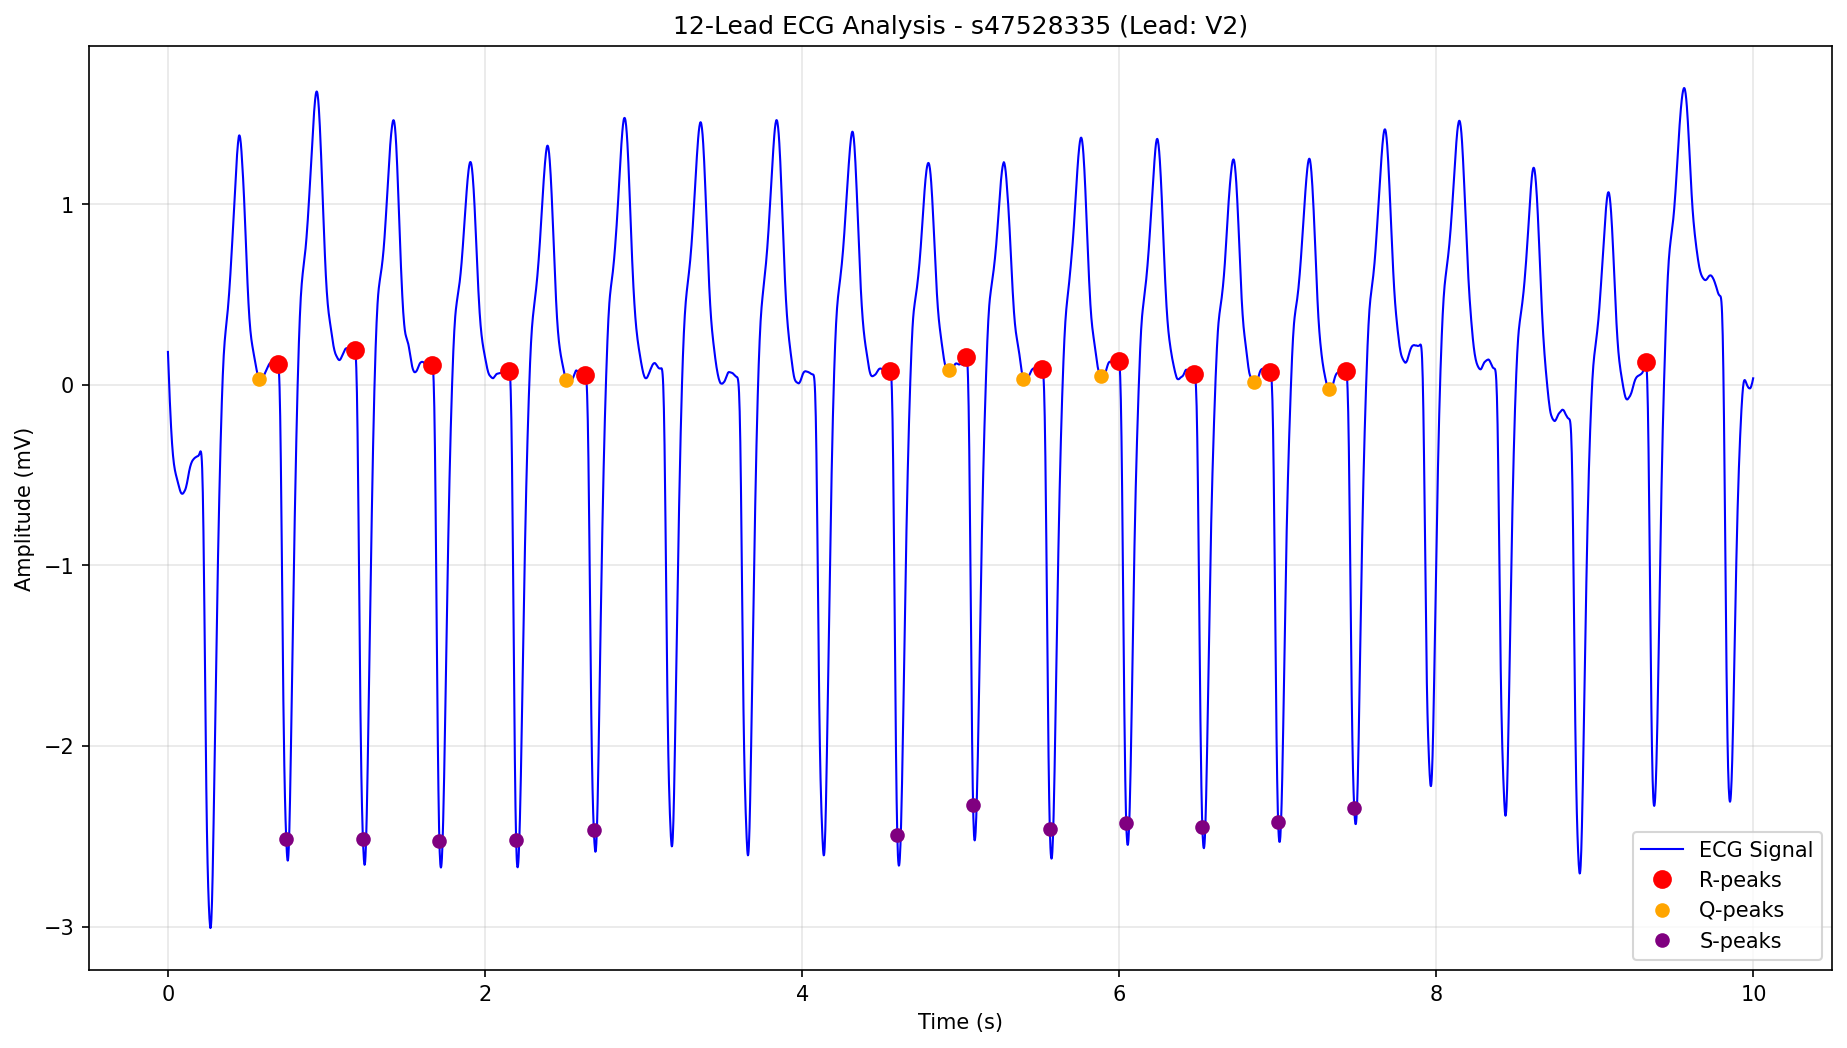 12-Lead ECG Analysis - s47528335 (Lead: V2)
Amplitude (mV)
1
0
−1
−2
−3
0
2
4
6
8
10
Time (s)
ECG Signal
R-peaks
Q-peaks
S-peaks